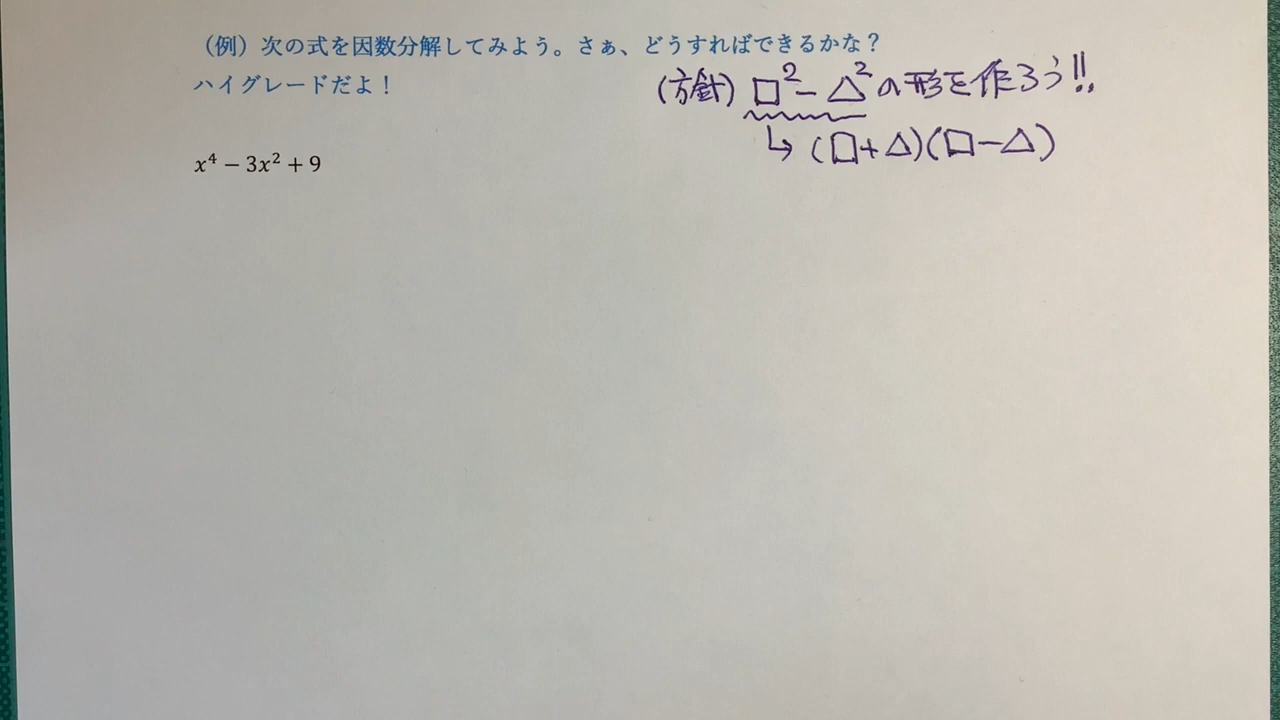 （例）次の式を因数分解してみよう。さぁ、どうすればできるかな？
ハイグレードだよ！
(方針) □² − △² の形を作ろう!!
↳ (□+△)(□−△)
x⁴ − 3x² + 9